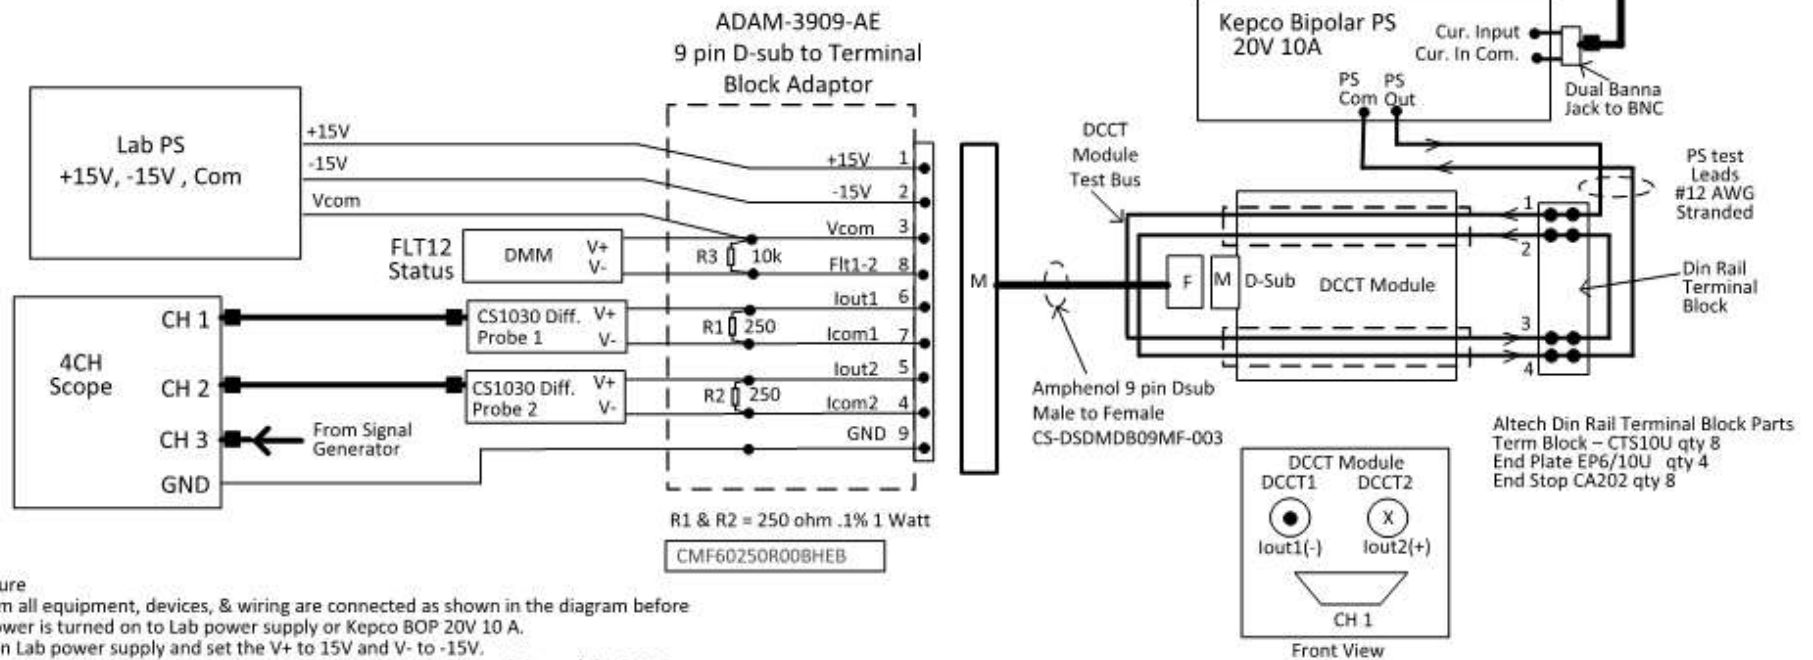 ADAM-3909-AE
9 pin D-sub to Terminal
Block Adaptor
Lab PS
+15V, -15V , Com
+15V
-15V
Vcom
+15V 1
-15V 2
Vcom 3
Flt1-2 8
Iout1 6
Icom1 7
Iout2 5
Icom2 4
GND 9
FLT12
Status
DMM
V+
V-
R3 10k
4CH
Scope
CH 1
CH 2
CH 3
GND
CS1030 Diff.
Probe 1
V+
V-
R1 250
CS1030 Diff.
Probe 2
V+
V-
R2 250
From Signal
Generator
R1 & R2 = 250 ohm .1% 1 Watt
CMF60250R00BHEB
M
Kepco Bipolar PS
20V 10A
Cur. Input
Cur. In Com.
PS
Com
PS
Out
Dual Banna
Jack to BNC
DCCT
Module
Test Bus
PS test
Leads
#12 AWG
Stranded
1
2
3
4
F
M
D-Sub
DCCT Module
Din Rail
Terminal
Block
Amphenol 9 pin Dsub
Male to Female
CS-DSDMDB09MF-003
Altech Din Rail Terminal Block Parts
Term Block – CTS10U qty 8
End Plate EP6/10U qty 4
End Stop CA202 qty 8
DCCT Module
DCCT1
DCCT2
X
Iout1(-)
Iout2(+)
CH 1
Front View
ure
m all equipment, devices, & wiring are connected as shown in the diagram before
ower is turned on to Lab power supply or Kepco BOP 20V 10 A.
n Lab power supply and set the V+ to 15V and V- to -15V.